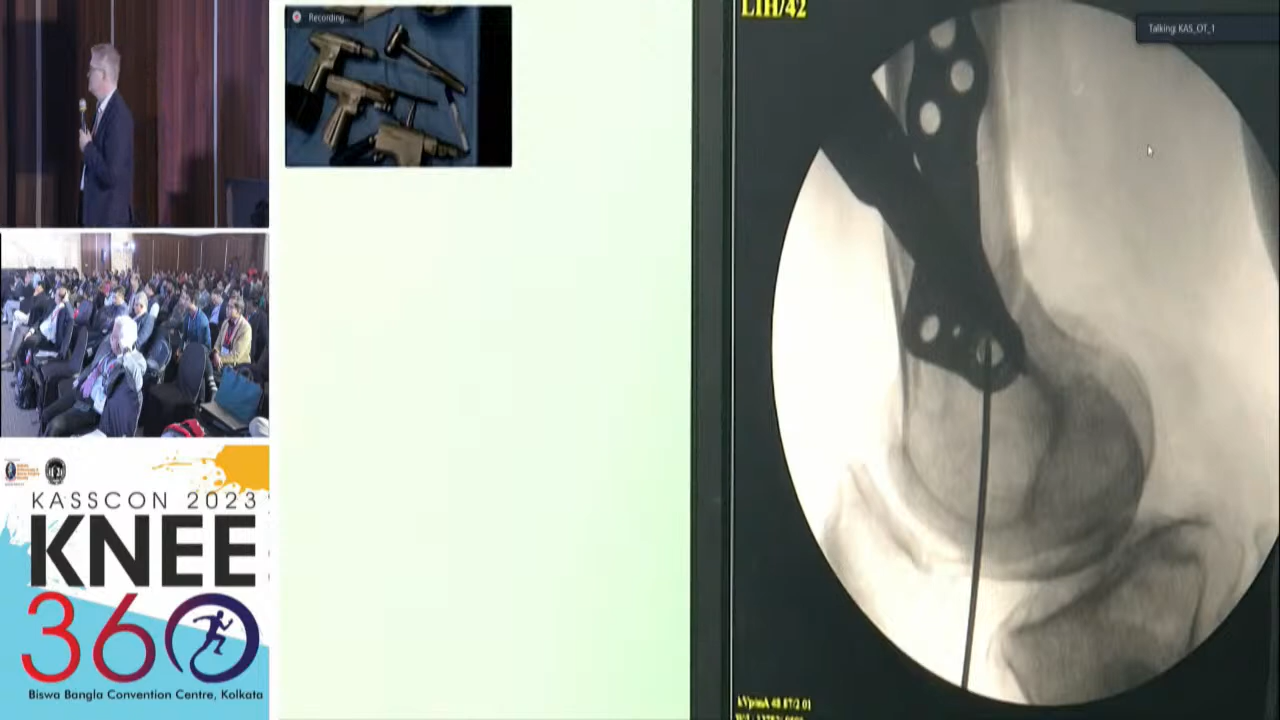 Recording...
LIH/42
Talking: KAS_OT_1
KASSCON 2023
KNEE
360
Biswa Bangla Convention Centre, Kolkata